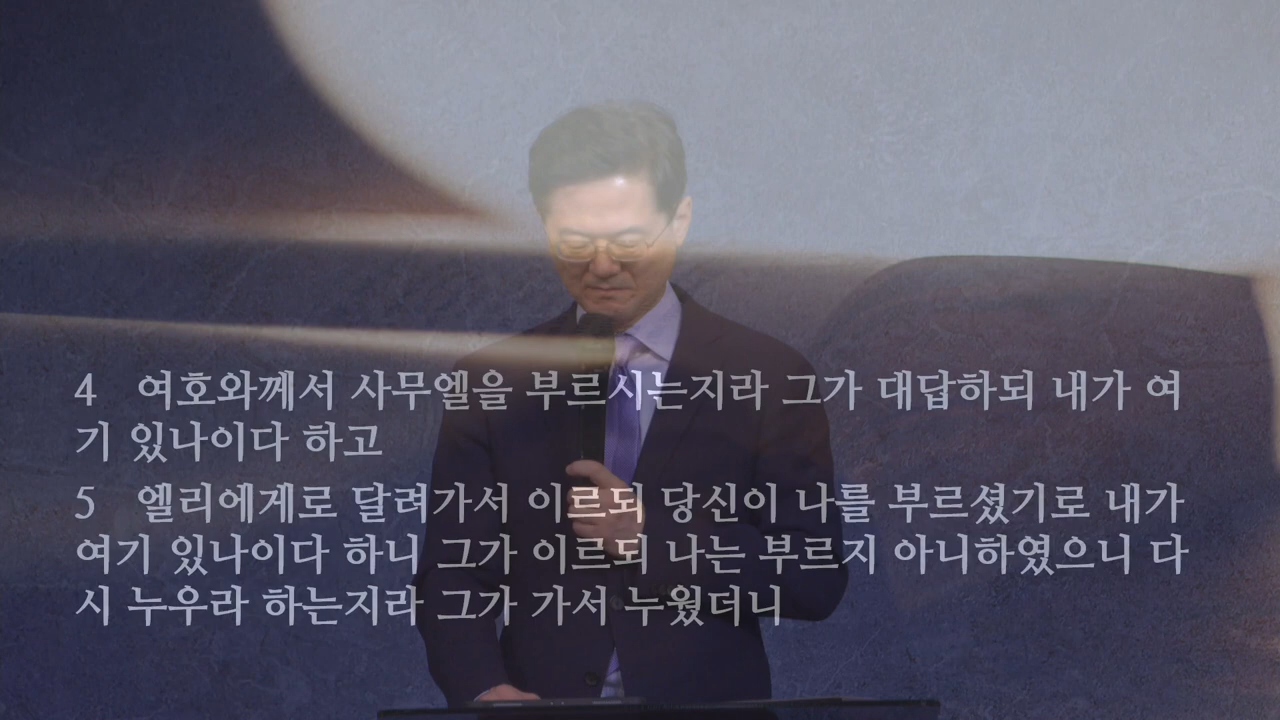 4 여호와께서 사무엘을 부르시는지라 그가 대답하되 내가 여
기 있나이다 하고
5 엘리에게로 달려가서 이르되 당신이 나를 부르셨기로 내가
여기 있나이다 하니 그가 이르되 나는 부르지 아니하였으니 다
시 누우라 하는지라 그가 가서 누웠더니